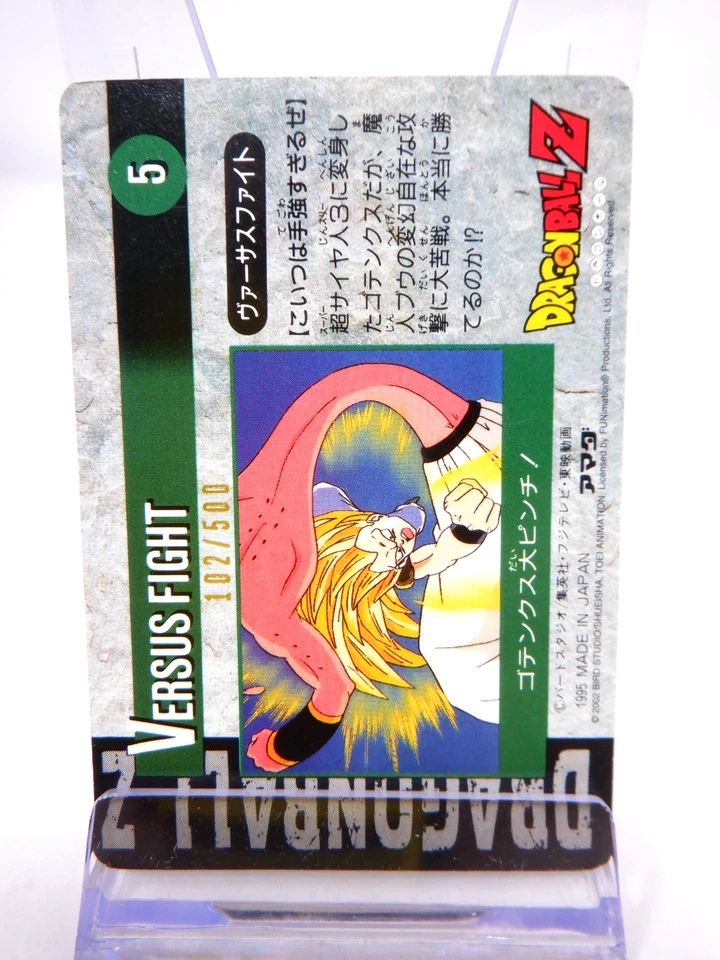 VERSUS FIGHT
5
102/500
ヴァーサスファイト
【こいつは手強すぎるぜ】
超サイヤ人3に変身し
たゴテンクスだが、魔
人ブウの変幻自在な攻
撃に大苦戦。本当に勝
てるのか!?
DRAGONBALL Z
ゴテンクス大ピンチ!
©バードスタジオ/集英社・フジテレビ・東映動画
1995 MADE IN JAPAN アマダ
© 2002 BIRD STUDIO/SHUEISHA, TOEI ANIMATION. Licensed by FUNimation® Productions, Ltd. All Rights Reserved
DRAGONBALL Z